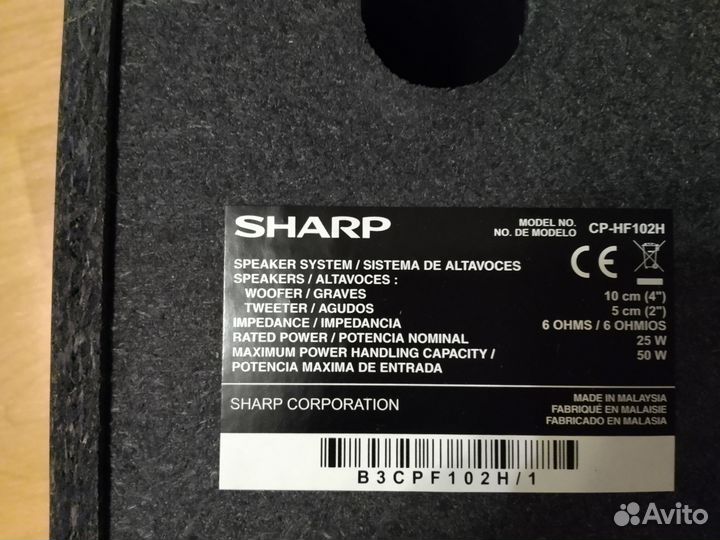 SHARP
MODEL NO. CP-HF102H
NO. DE MODELO
SPEAKER SYSTEM / SISTEMA DE ALTAVOCES
SPEAKERS / ALTAVOCES :
WOOFER / GRAVES 10 cm (4")
TWEETER / AGUDOS 5 cm (2")
IMPEDANCE / IMPEDANCIA 6 OHMS / 6 OHMIOS
RATED POWER / POTENCIA NOMINAL 25 W
MAXIMUM POWER HANDLING CAPACITY / 50 W
POTENCIA MAXIMA DE ENTRADA
CE
SHARP CORPORATION
MADE IN MALAYSIA
FABRIQUÉ EN MALAISIE
FABRICADO EN MALASIA
B3CPF102H/1
Avito